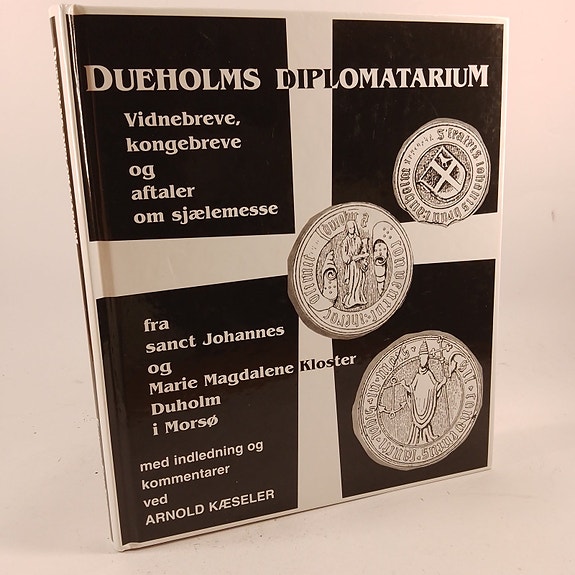 DUEHOLMS DIPLOMATARIUM
Vidnebreve,
kongebreve
og
aftaler
om sjælemesse
fra
sanct Johannes
og
Marie Magdalene Kloster
Duholm
i Morsø
med indledning og
kommentarer
ved
ARNOLD KÆSELER